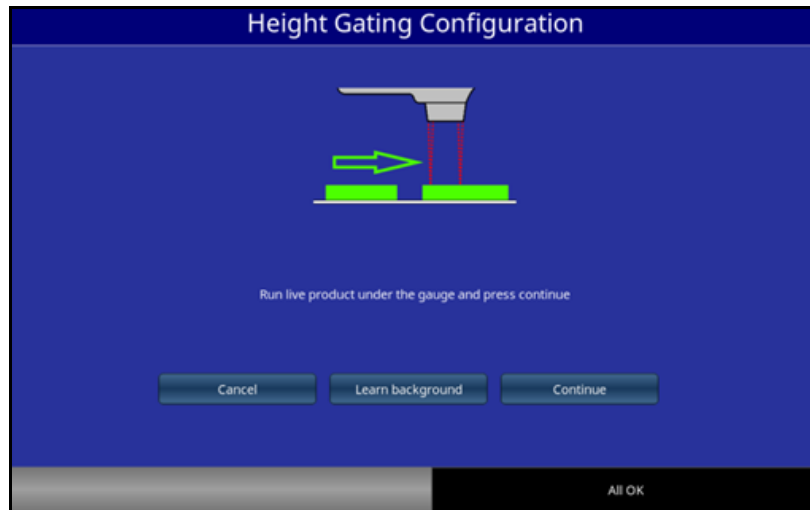 Height Gating Configuration
Run live product under the gauge and press continue
Cancel
Learn background
Continue
All OK